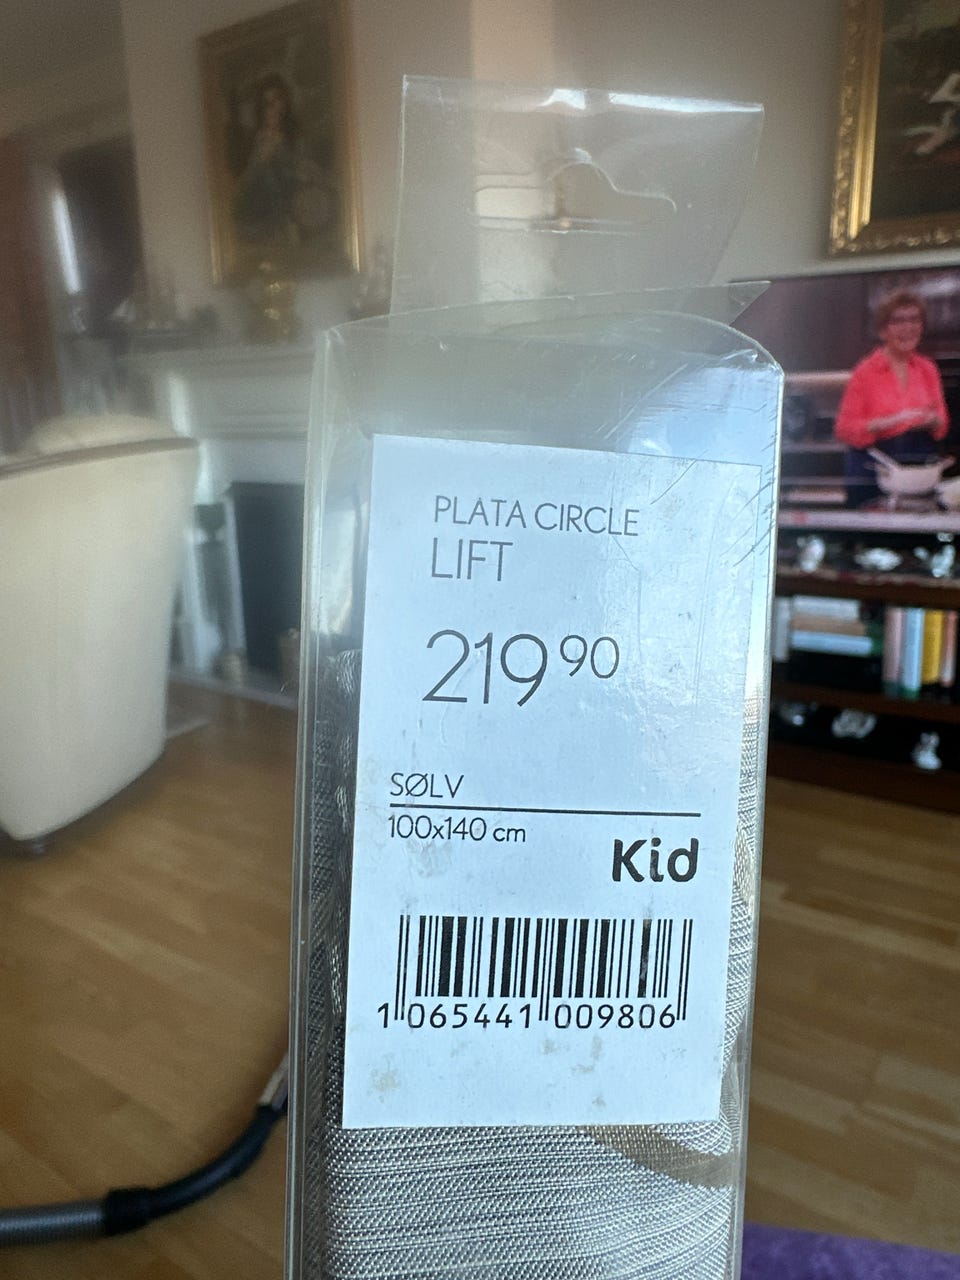 PLATA CIRCLE
LIFT
219 90
SØLV
100x140 cm
Kid
1 065441 009806